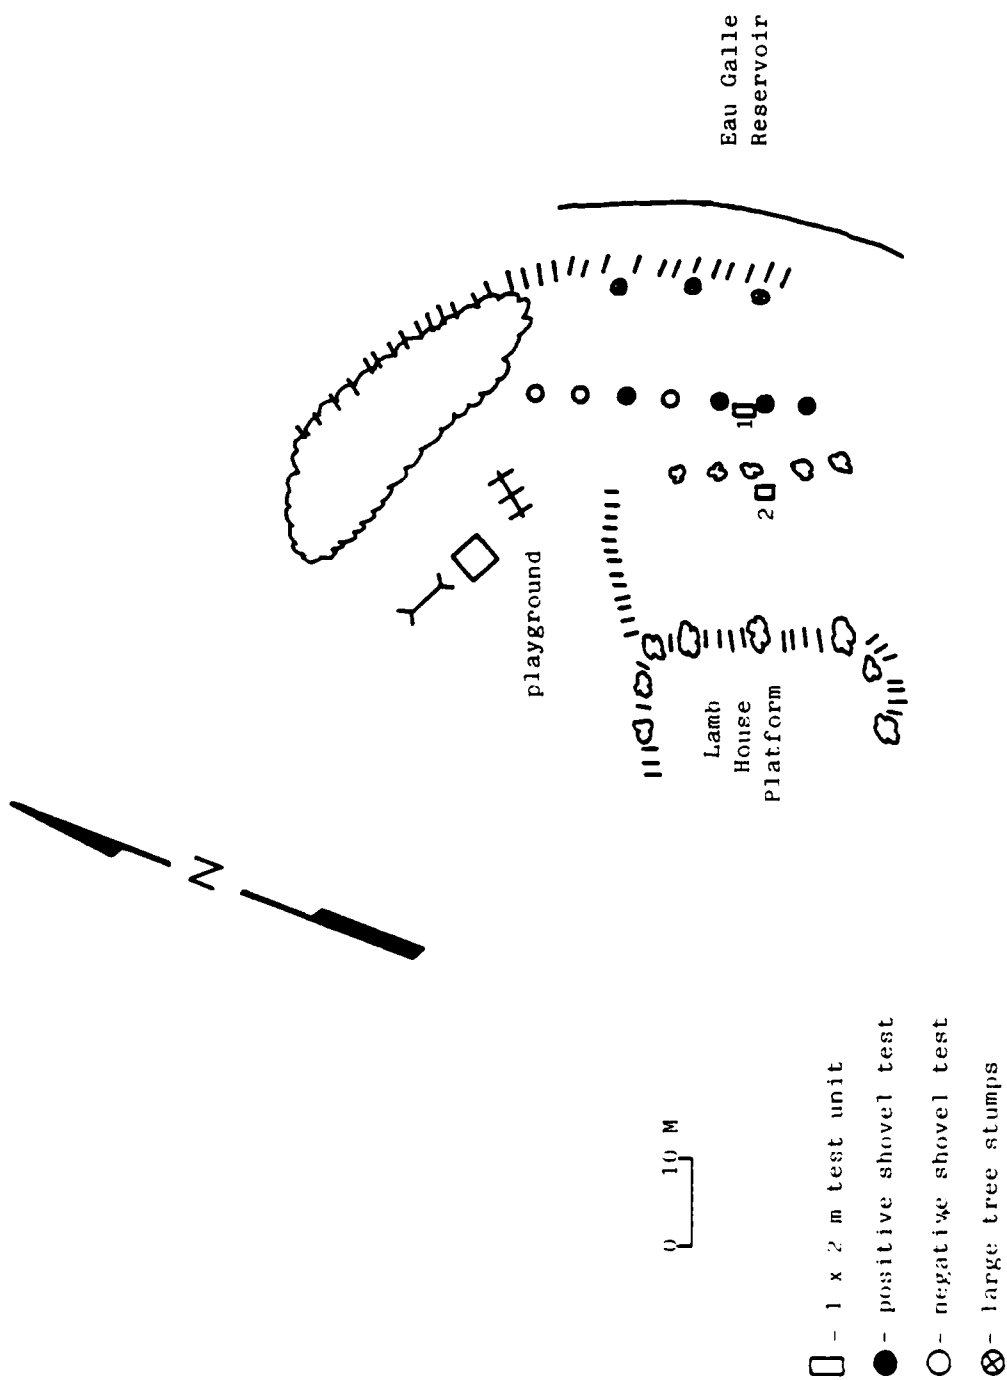 Eau Galle
Reservoir
1
2
playground
Lamb
House
Platform
N
0 10 M
- 1 x 2 m test unit
- positive shovel test
- negative shovel test
- large tree stumps